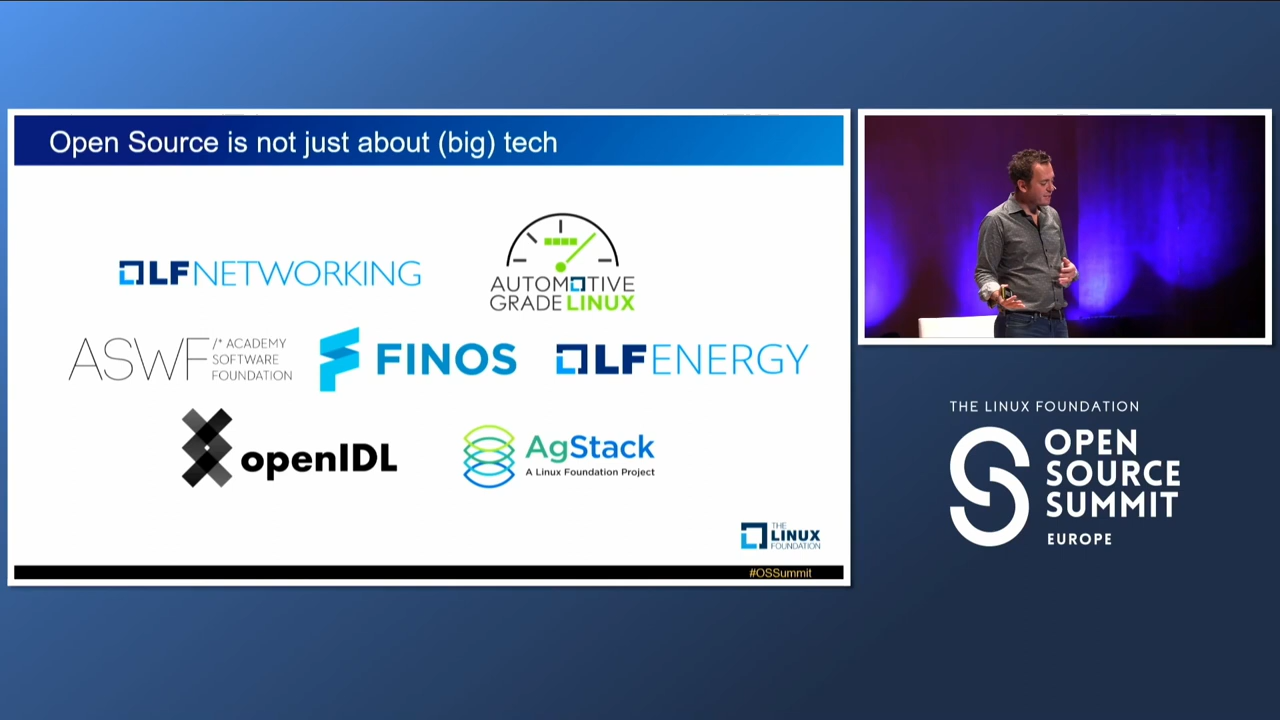 Open Source is not just about (big) tech
LF NETWORKING
AUTOMOTIVE
GRADE LINUX
ASWF
/* ACADEMY
SOFTWARE
FOUNDATION
FINOS
LF ENERGY
openIDL
AgStack
A Linux Foundation Project
THE
LINUX
FOUNDATION
#OSSummit
THE LINUX FOUNDATION
OPEN
SOURCE
SUMMIT
EUROPE